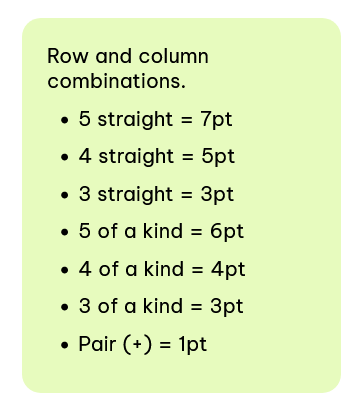 Row and column
combinations.
• 5 straight = 7pt
• 4 straight = 5pt
• 3 straight = 3pt
• 5 of a kind = 6pt
• 4 of a kind = 4pt
• 3 of a kind = 3pt
• Pair (+) = 1pt